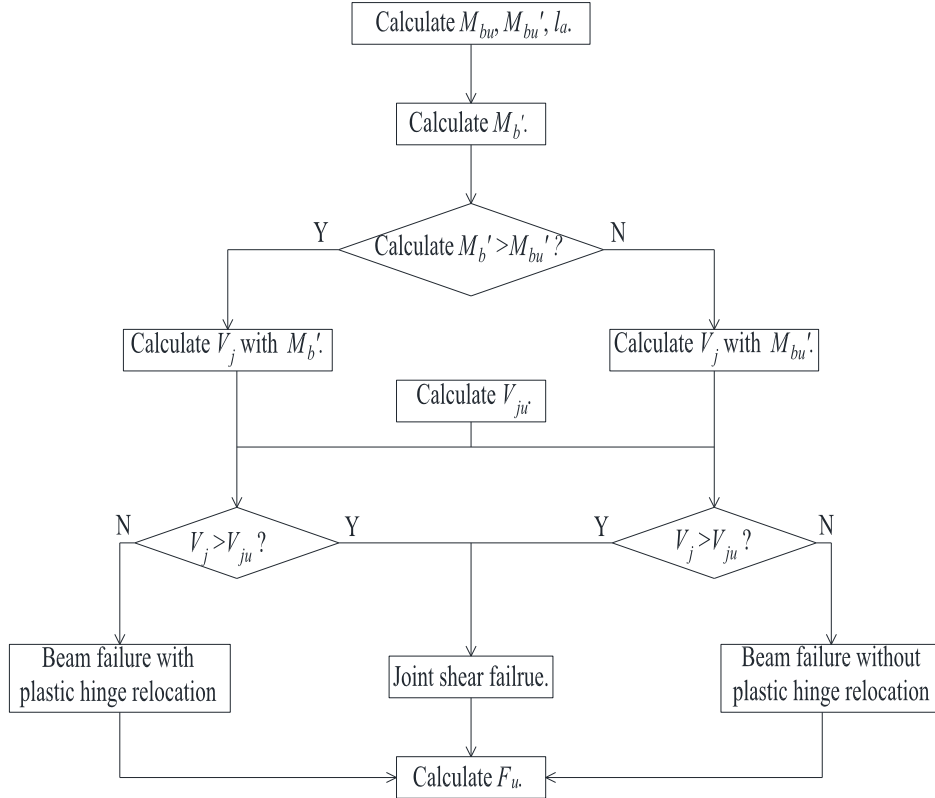 Calculate M_bu, M_bu', l_a.
Calculate M_b'.
Y
Calculate M_b' >M_bu' ?
N
Calculate V_j with M_b'.
Calculate V_j with M_bu'.
Calculate V_ju.
N
V_j >V_ju ?
Y
Y
V_j >V_ju ?
N
Beam failure with
plastic hinge relocation
Joint shear failrue.
Beam failure without
plastic hinge relocation
Calculate F_u.